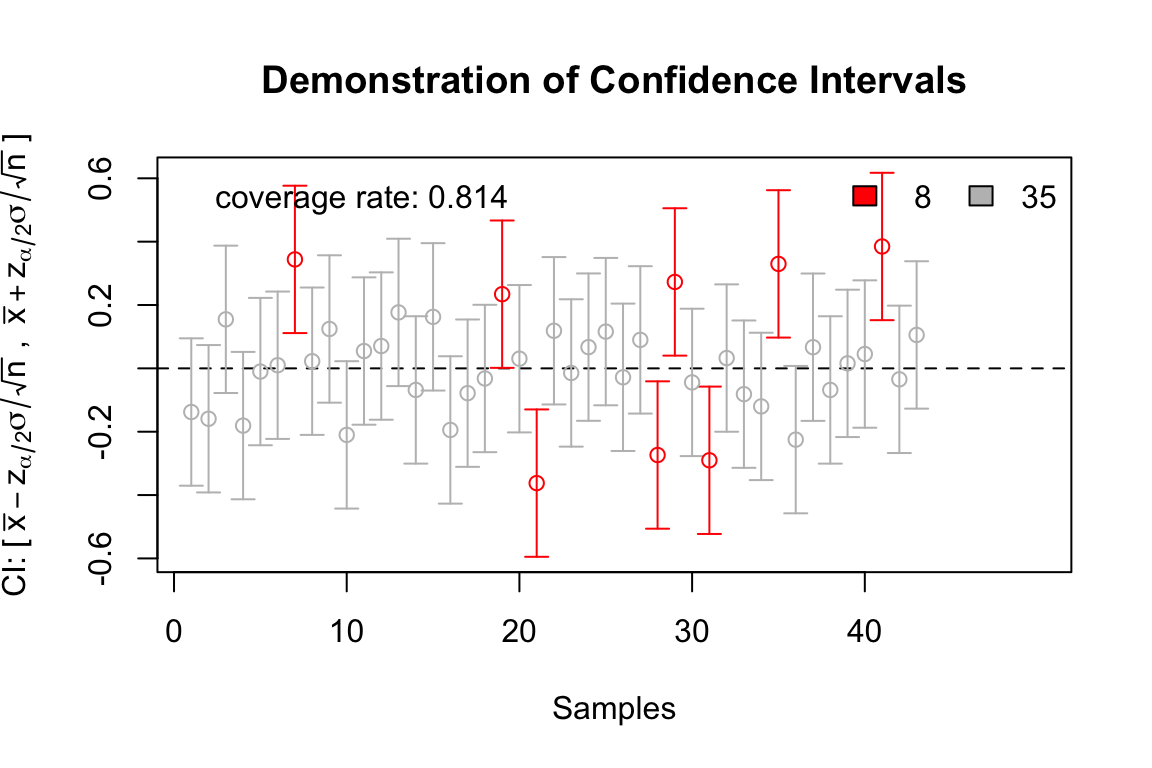 Demonstration of Confidence Intervals
CI: [ x̅ − z_{α/2}σ/√n , x̅ + z_{α/2}σ/√n ]
0.6
0.2
-0.2
-0.6
coverage rate: 0.814
8 35
0 10 20 30 40
Samples